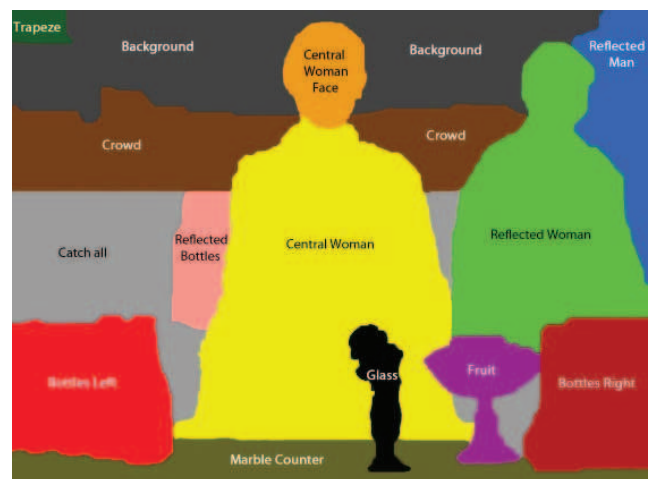 Trapeze
Background
Central
Woman
Face
Background
Reflected
Man
Crowd
Crowd
Catch all
Reflected
Bottles
Central Woman
Reflected Woman
Bottles Left
Glass
Fruit
Bottles Right
Marble Counter